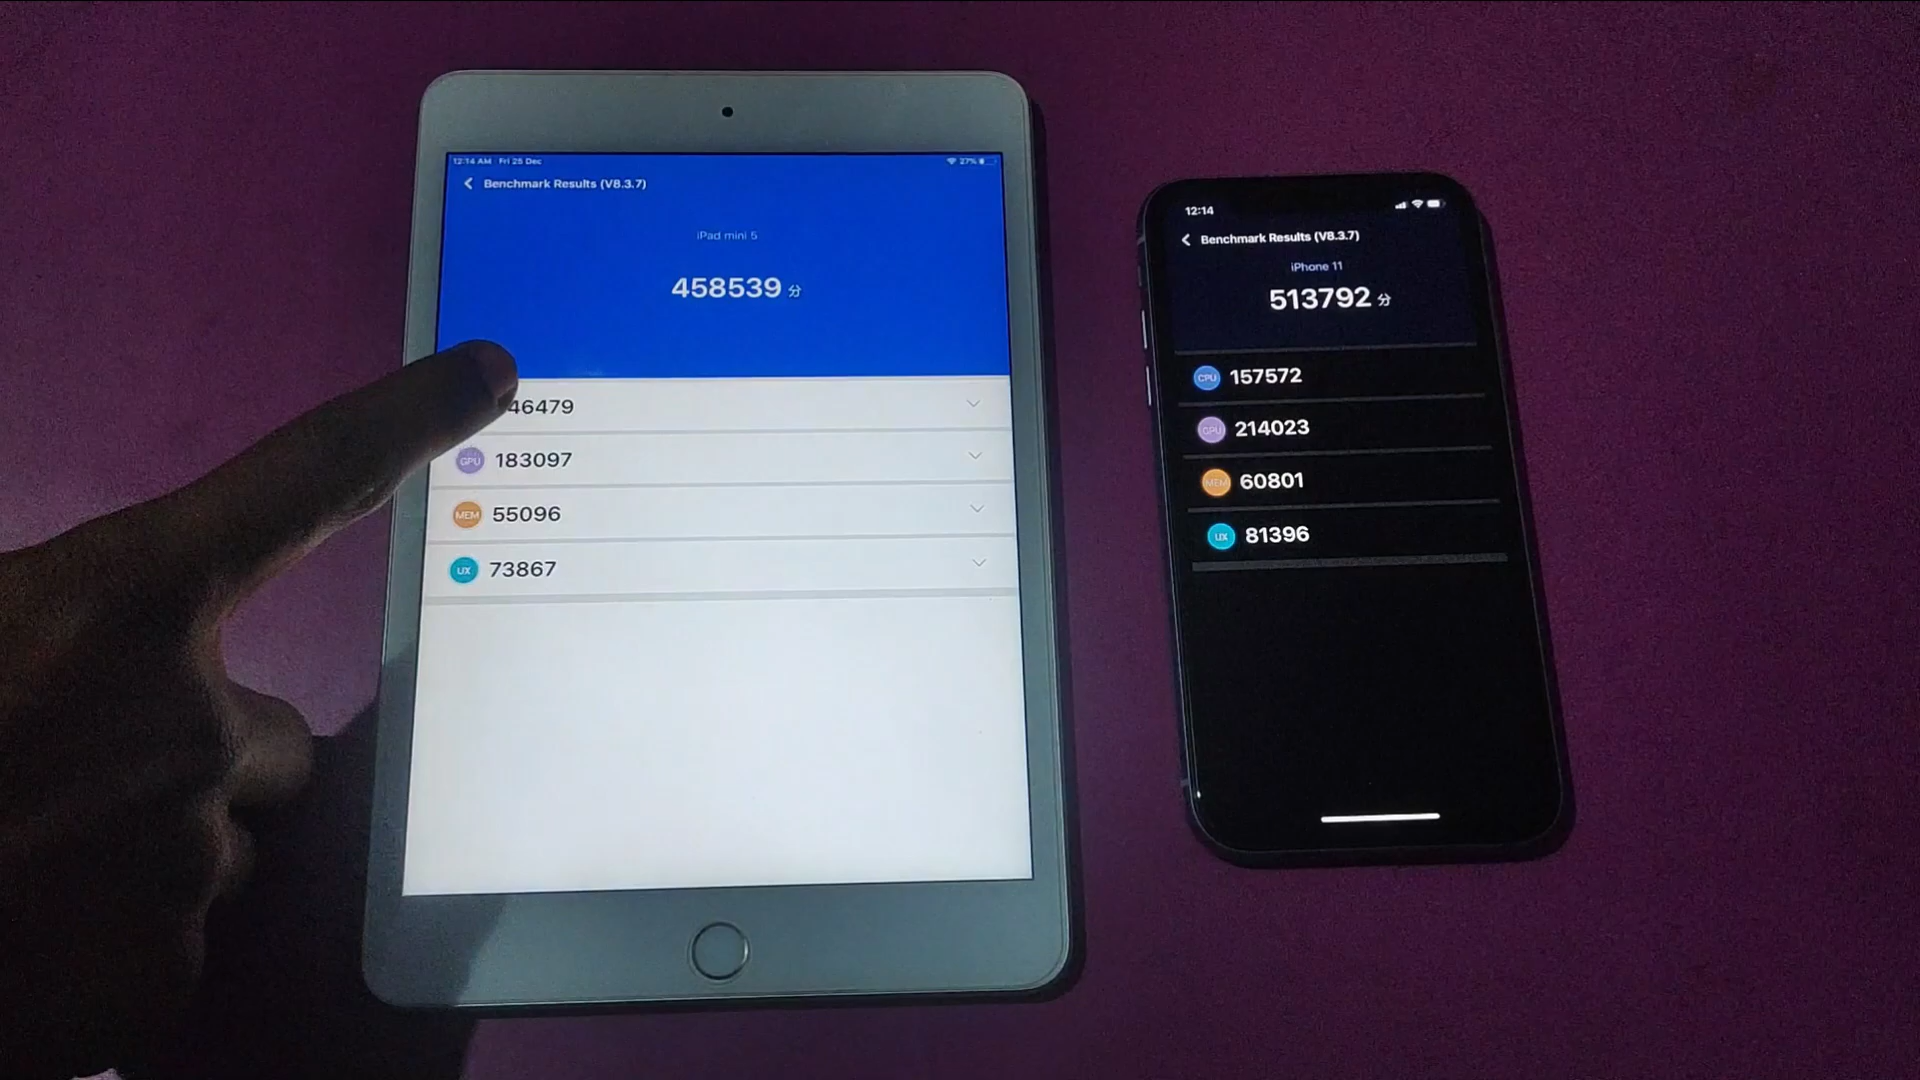 12:14 AM Fri 25 Dec
27%
Benchmark Results (V8.3.7)
iPad mini 5
458539 分
46479
GPU 183097
MEM 55096
UX 73867
12:14
Benchmark Results (V8.3.7)
iPhone 11
513792 分
CPU 157572
GPU 214023
MEM 60801
UX 81396